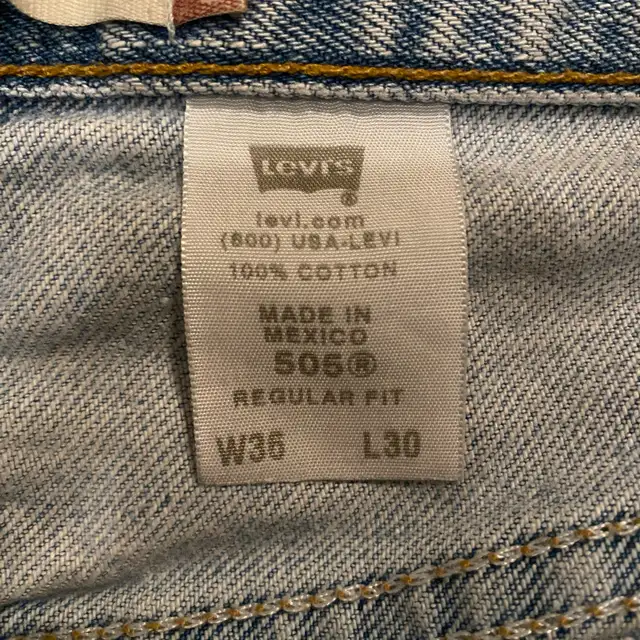 LEVI'S
®
levi.com
(800) USA-LEVI
100% COTTON
MADE IN
MEXICO
505®
REGULAR FIT
W36 L30